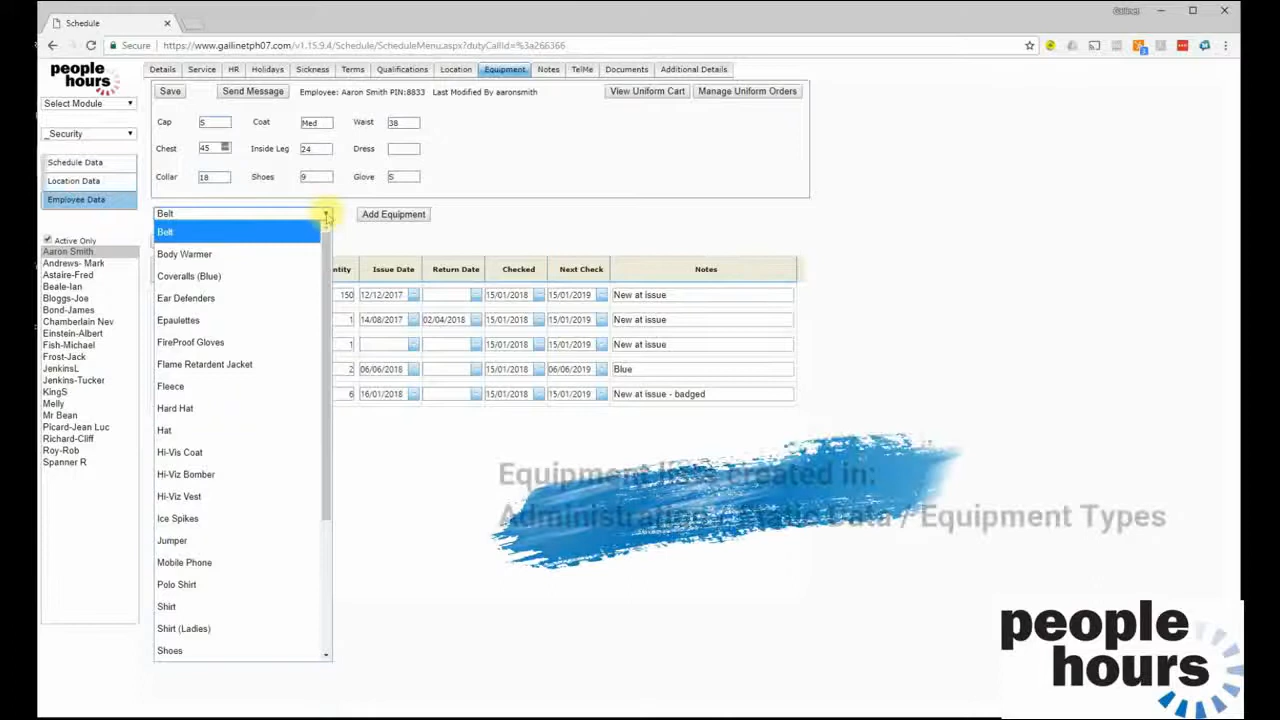 Schedule
Gallinet
Secure
https://www.gallinetph07.com/v1.15.9.4/Schedule/ScheduleMenu.aspx?dutyCallId=%3a266366
people
hours
Details Service HR Holidays Sickness Terms Qualifications Location Equipment Notes TelMe Documents Additional Details
Select Module
_Security
Schedule Data
Location Data
Employee Data
Save Send Message Employee: Aaron Smith PIN:8833 Last Modified By aaronsmith View Uniform Cart Manage Uniform Orders
Cap S Coat Med Waist 38
Chest 45 Inside Leg 24 Dress
Collar 18 Shoes 9 Glove S
Active Only
Aaron Smith
Andrews- Mark
Astaire-Fred
Beale-Ian
Bloggs-Joe
Bond-James
Chamberlain Nev
Einstein-Albert
Fish-Michael
Frost-Jack
JenkinsL
Jenkins-Tucker
KingS
Melly
Mr Bean
Picard-Jean Luc
Richard-Cliff
Roy-Rob
Spanner R
Belt Add Equipment
Belt
Body Warmer
Coveralls (Blue)
Ear Defenders
Epaulettes
FireProof Gloves
Flame Retardent Jacket
Fleece
Hard Hat
Hat
Hi-Vis Coat
Hi-Viz Bomber
Hi-Viz Vest
Ice Spikes
Jumper
Mobile Phone
Polo Shirt
Shirt
Shirt (Ladies)
Shoes
ntity Issue Date Return Date Checked Next Check Notes
150 12/12/2017 15/01/2018 15/01/2019 New at issue
1 14/08/2017 02/04/2018 15/01/2018 15/01/2019 New at issue
1 15/01/2018 15/01/2019 New at issue
2 06/06/2018 15/01/2018 06/06/2019 Blue
6 16/01/2018 15/01/2018 15/01/2019 New at issue - badged
Equipment lists created in:
Administration / Static Data / Equipment Types
people
hours